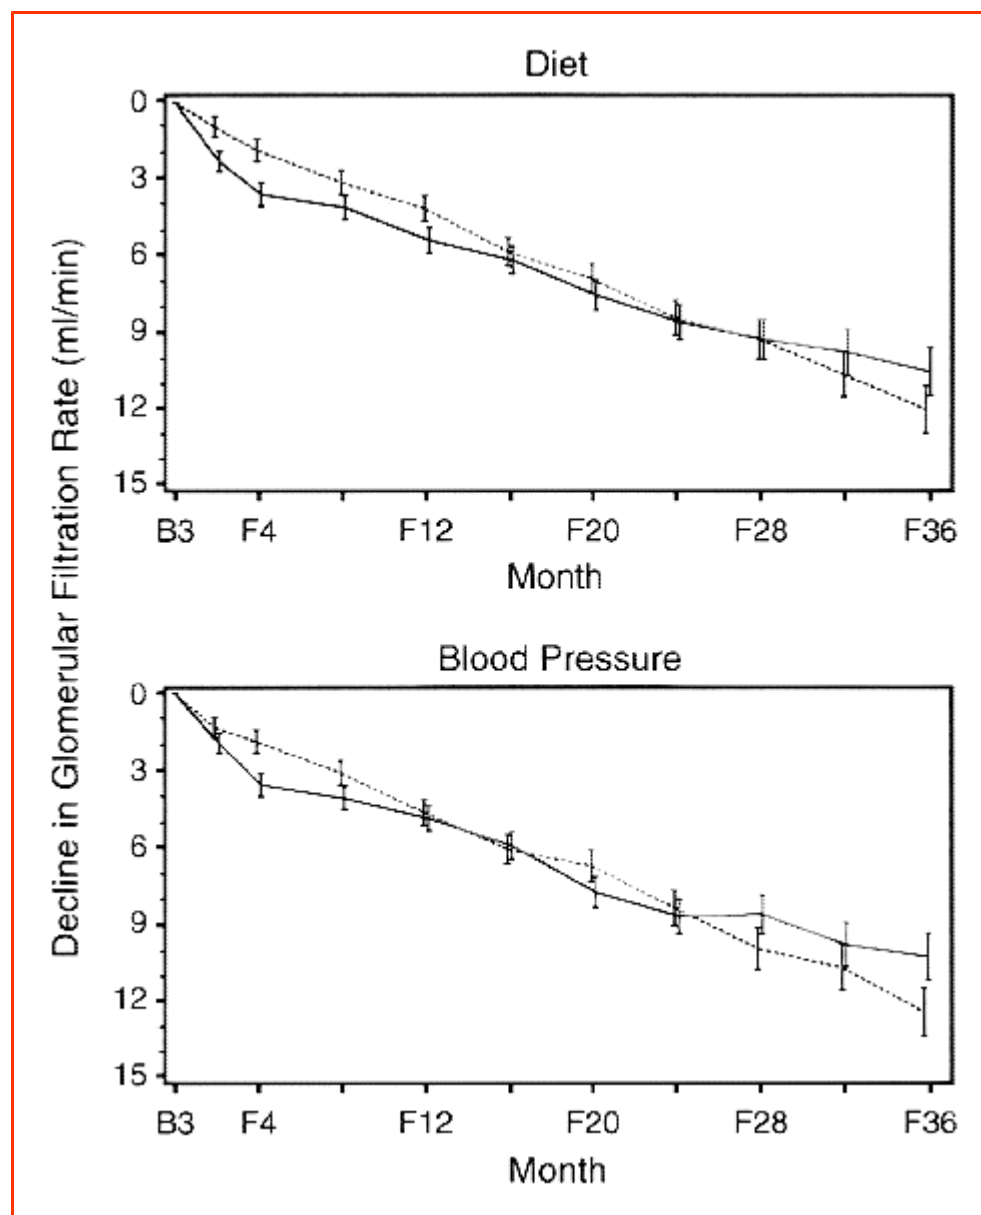 Diet
Decline in Glomerular Filtration Rate (ml/min)
0
3
6
9
12
15
B3 F4 F12 F20 F28 F36
Month
Blood Pressure
0
3
6
9
12
15
B3 F4 F12 F20 F28 F36
Month